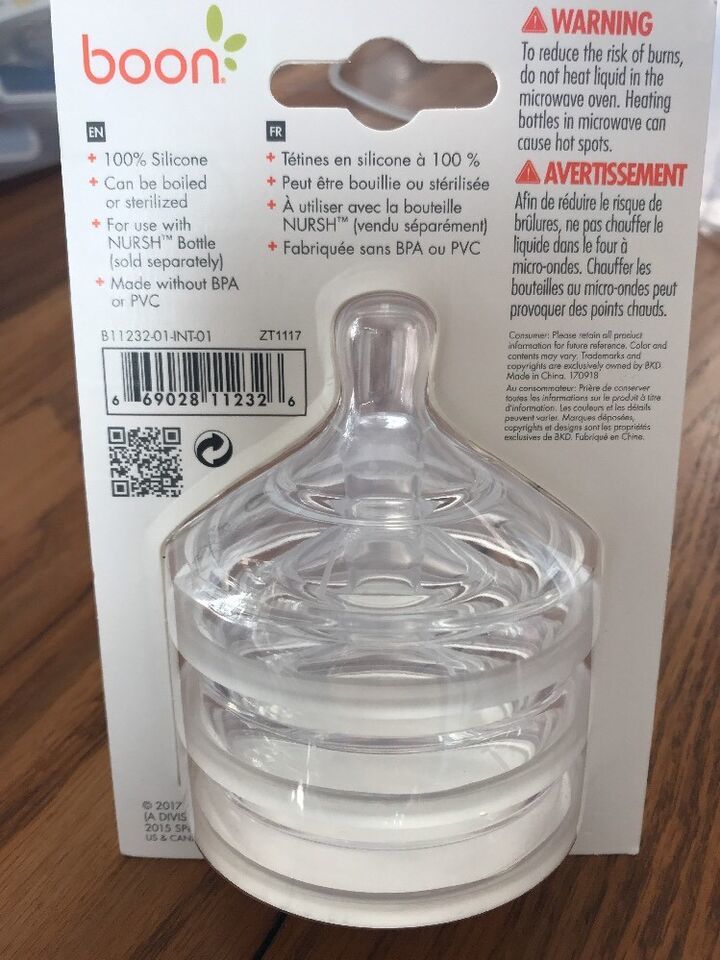 boon
EN
+ 100% Silicone
+ Can be boiled
or sterilized
+ For use with
NURSH™ Bottle
(sold separately)
+ Made without BPA
or PVC
FR
+ Tétines en silicone à 100 %
+ Peut être bouillie ou stérilisée
+ À utiliser avec la bouteille
NURSH™ (vendu séparément)
+ Fabriquée sans BPA ou PVC
WARNING
To reduce the risk of burns,
do not heat liquid in the
microwave oven. Heating
bottles in microwave can
cause hot spots.
AVERTISSEMENT
Afin de réduire le risque de
brûlures, ne pas chauffer le
liquide dans le four à
micro-ondes. Chauffer les
bouteilles au micro-ondes peut
provoquer des points chauds.
Consumer: Please retain all product
information for future reference. Color and
contents may vary. Trademarks and
copyrights are exclusively owned by BKD.
Made in China. 170918
Au consommateur: Prière de conserver
toutes les informations sur le produit à titre
d'information. Les couleurs et les détails
peuvent varier. Marques déposées,
copyrights et designs sont les propriétés
exclusives de BKD. Fabriqué en Chine.
B11232-01-INT-01 ZT1117
6 69028 11232 6
© 2017
(A DIVIS
2015 SP
US & CAN